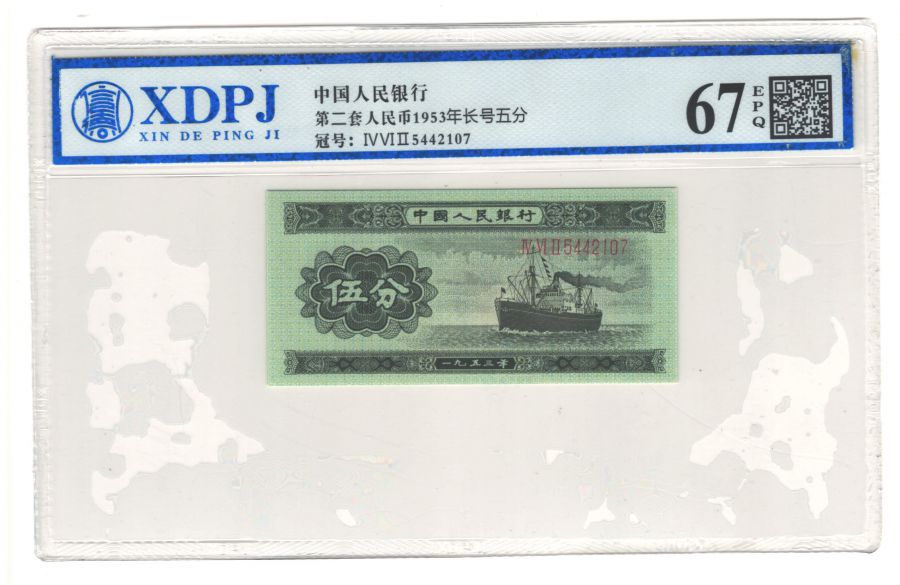 XDPJ
XIN DE PING JI
中国人民银行
第二套人民币1953年长号五分
冠号：ⅣⅥⅡ5442107
67
EPQ
中國人民銀行
ⅣⅥⅡ5442107
伍分
一九五三年